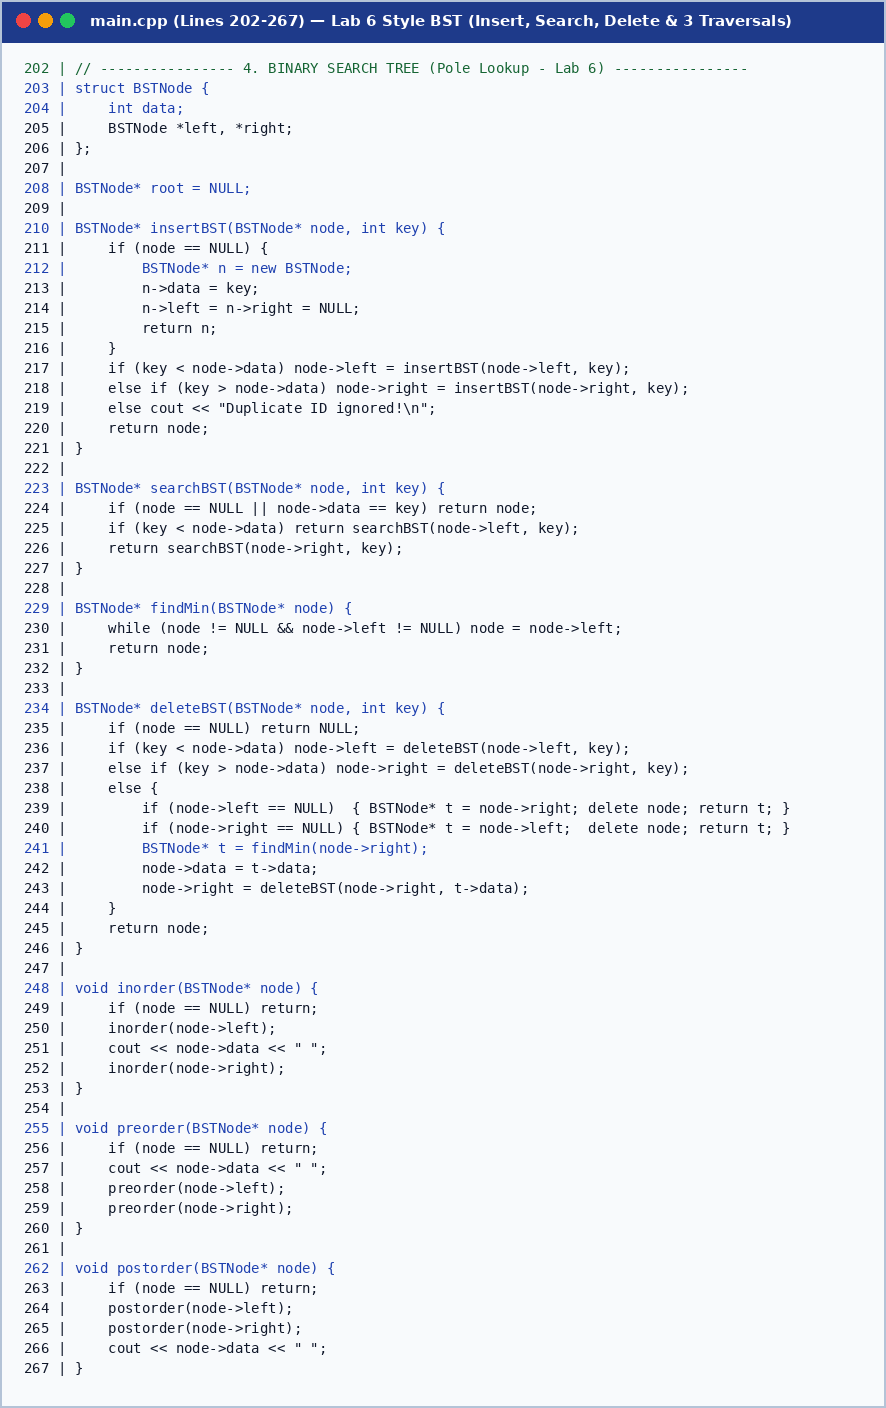 main.cpp (Lines 202-267) — Lab 6 Style BST (Insert, Search, Delete & 3 Traversals)
202 | // ---------------- 4. BINARY SEARCH TREE (Pole Lookup - Lab 6) ----------------
203 | struct BSTNode {
204 |     int data;
205 |     BSTNode *left, *right;
206 | };
207 |
208 | BSTNode* root = NULL;
209 |
210 | BSTNode* insertBST(BSTNode* node, int key) {
211 |     if (node == NULL) {
212 |         BSTNode* n = new BSTNode;
213 |         n->data = key;
214 |         n->left = n->right = NULL;
215 |         return n;
216 |     }
217 |     if (key < node->data) node->left = insertBST(node->left, key);
218 |     else if (key > node->data) node->right = insertBST(node->right, key);
219 |     else cout << "Duplicate ID ignored!\n";
220 |     return node;
221 | }
222 |
223 | BSTNode* searchBST(BSTNode* node, int key) {
224 |     if (node == NULL || node->data == key) return node;
225 |     if (key < node->data) return searchBST(node->left, key);
226 |     return searchBST(node->right, key);
227 | }
228 |
229 | BSTNode* findMin(BSTNode* node) {
230 |     while (node != NULL && node->left != NULL) node = node->left;
231 |     return node;
232 | }
233 |
234 | BSTNode* deleteBST(BSTNode* node, int key) {
235 |     if (node == NULL) return NULL;
236 |     if (key < node->data) node->left = deleteBST(node->left, key);
237 |     else if (key > node->data) node->right = deleteBST(node->right, key);
238 |     else {
239 |         if (node->left == NULL)  { BSTNode* t = node->right; delete node; return t; }
240 |         if (node->right == NULL) { BSTNode* t = node->left;  delete node; return t; }
241 |         BSTNode* t = findMin(node->right);
242 |         node->data = t->data;
243 |         node->right = deleteBST(node->right, t->data);
244 |     }
245 |     return node;
246 | }
247 |
248 | void inorder(BSTNode* node) {
249 |     if (node == NULL) return;
250 |     inorder(node->left);
251 |     cout << node->data << " ";
252 |     inorder(node->right);
253 | }
254 |
255 | void preorder(BSTNode* node) {
256 |     if (node == NULL) return;
257 |     cout << node->data << " ";
258 |     preorder(node->left);
259 |     preorder(node->right);
260 | }
261 |
262 | void postorder(BSTNode* node) {
263 |     if (node == NULL) return;
264 |     postorder(node->left);
265 |     postorder(node->right);
266 |     cout << node->data << " ";
267 | }